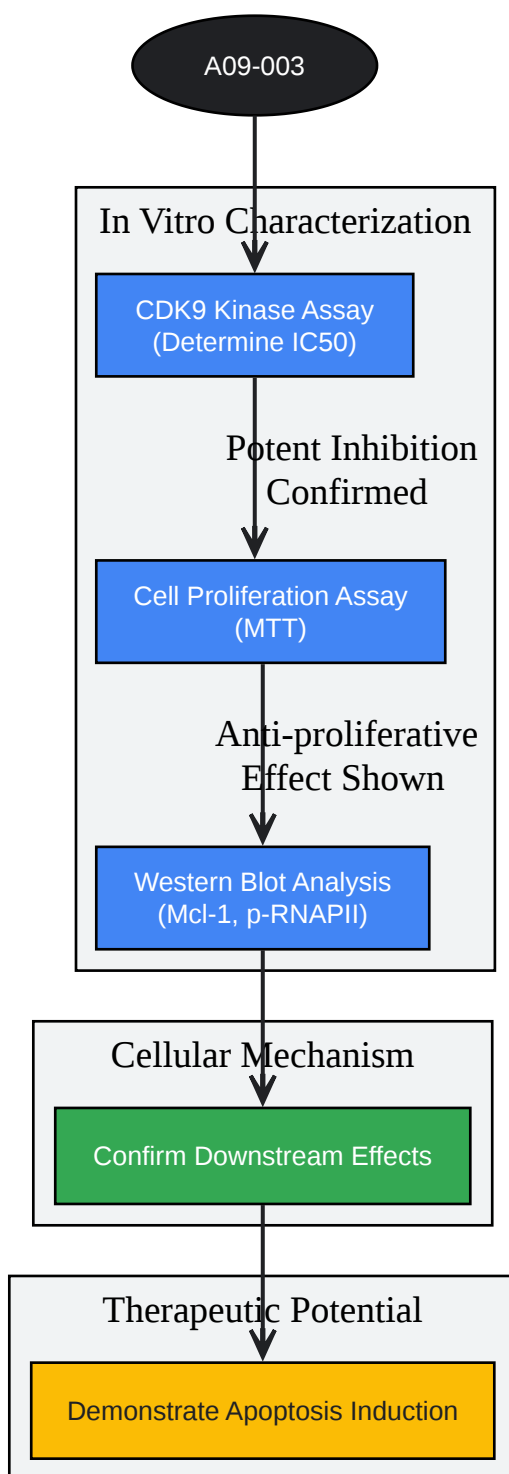 A09-003
In Vitro Characterization
CDK9 Kinase Assay
(Determine IC50)
Potent Inhibition
Confirmed
Cell Proliferation Assay
(MTT)
Anti-proliferative
Effect Shown
Western Blot Analysis
(Mcl-1, p-RNAPII)
Cellular Mechanism
Confirm Downstream Effects
Therapeutic Potential
Demonstrate Apoptosis Induction